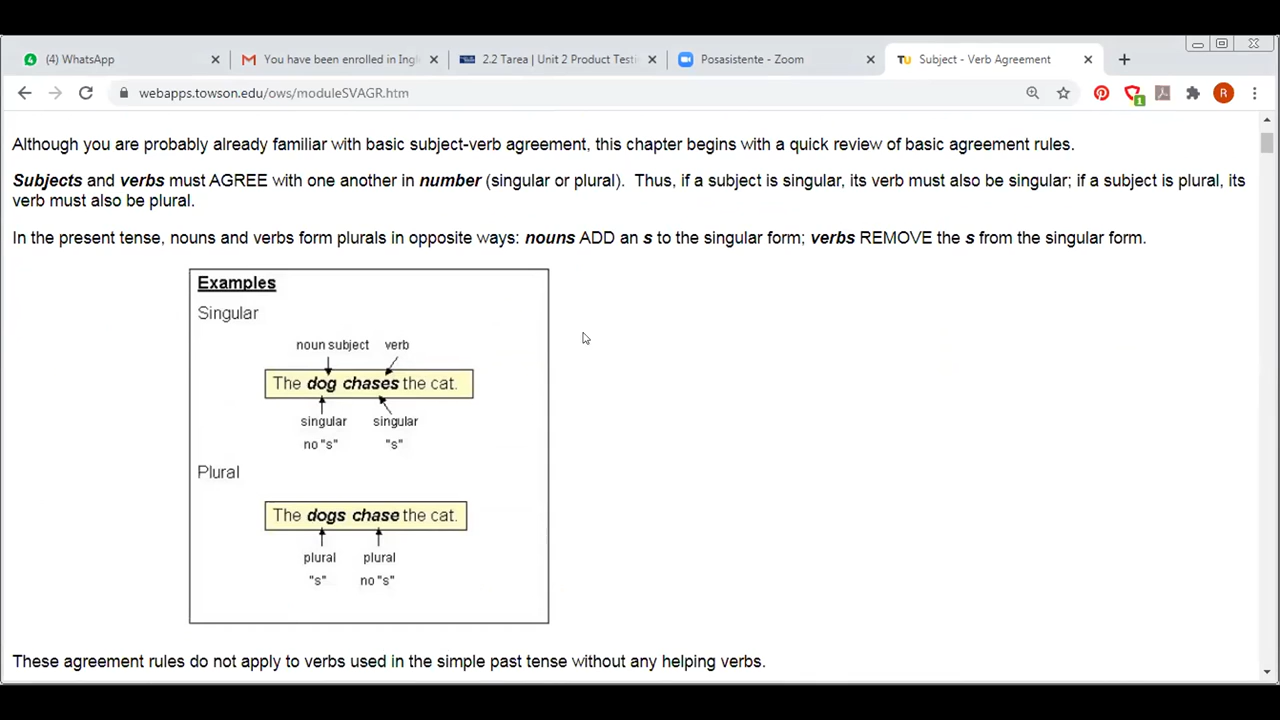 (4) WhatsApp
You have been enrolled in Ingl
2.2 Tarea | Unit 2 Product Testi
Posasistente - Zoom
TU Subject - Verb Agreement
webapps.towson.edu/ows/moduleSVAGR.htm
1
R
Although you are probably already familiar with basic subject-verb agreement, this chapter begins with a quick review of basic agreement rules.
Subjects and verbs must AGREE with one another in number (singular or plural). Thus, if a subject is singular, its verb must also be singular; if a subject is plural, its
verb must also be plural.
In the present tense, nouns and verbs form plurals in opposite ways: nouns ADD an s to the singular form; verbs REMOVE the s from the singular form.
Examples
Singular
noun subject verb
The dog chases the cat.
singular singular
no "s" "s"
Plural
The dogs chase the cat.
plural plural
"s" no "s"
These agreement rules do not apply to verbs used in the simple past tense without any helping verbs.